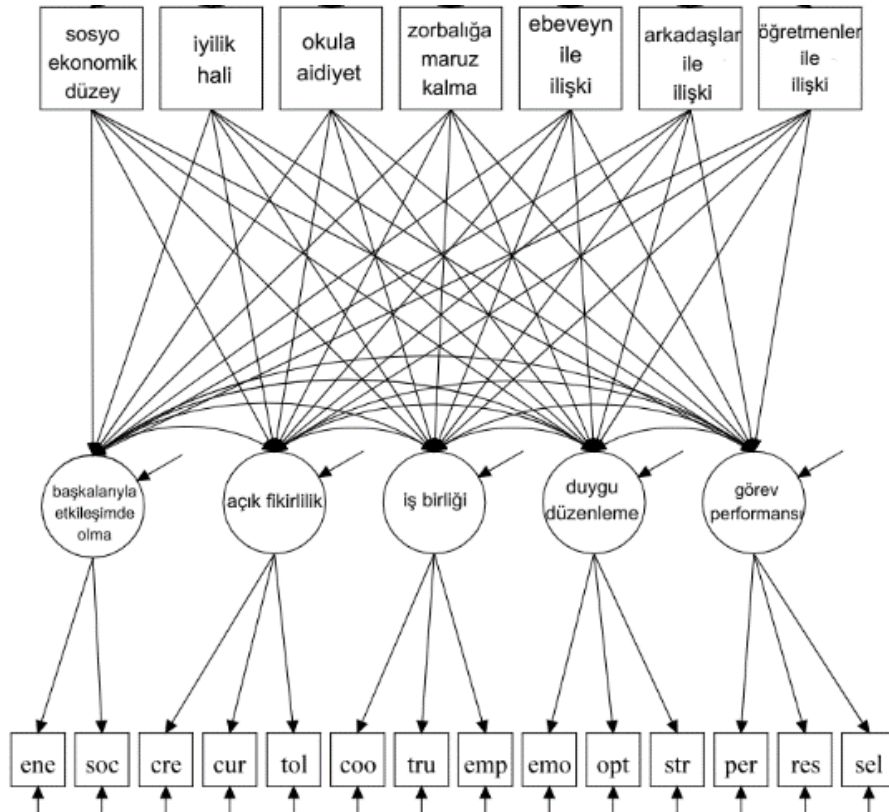 sosyo
ekonomik
düzey
iyilik
hali
okula
aidiyet
zorbalığa
maruz
kalma
ebeveyn
ile
ilişki
arkadaşlar
ile
ilişki
öğretmenler
ile
ilişki
başkalarıyla
etkileşimde
olma
açık fikirlilik
iş birliği
duygu
düzenleme
görev
performansı
ene
soc
cre
cur
tol
coo
tru
emp
emo
opt
str
per
res
sel